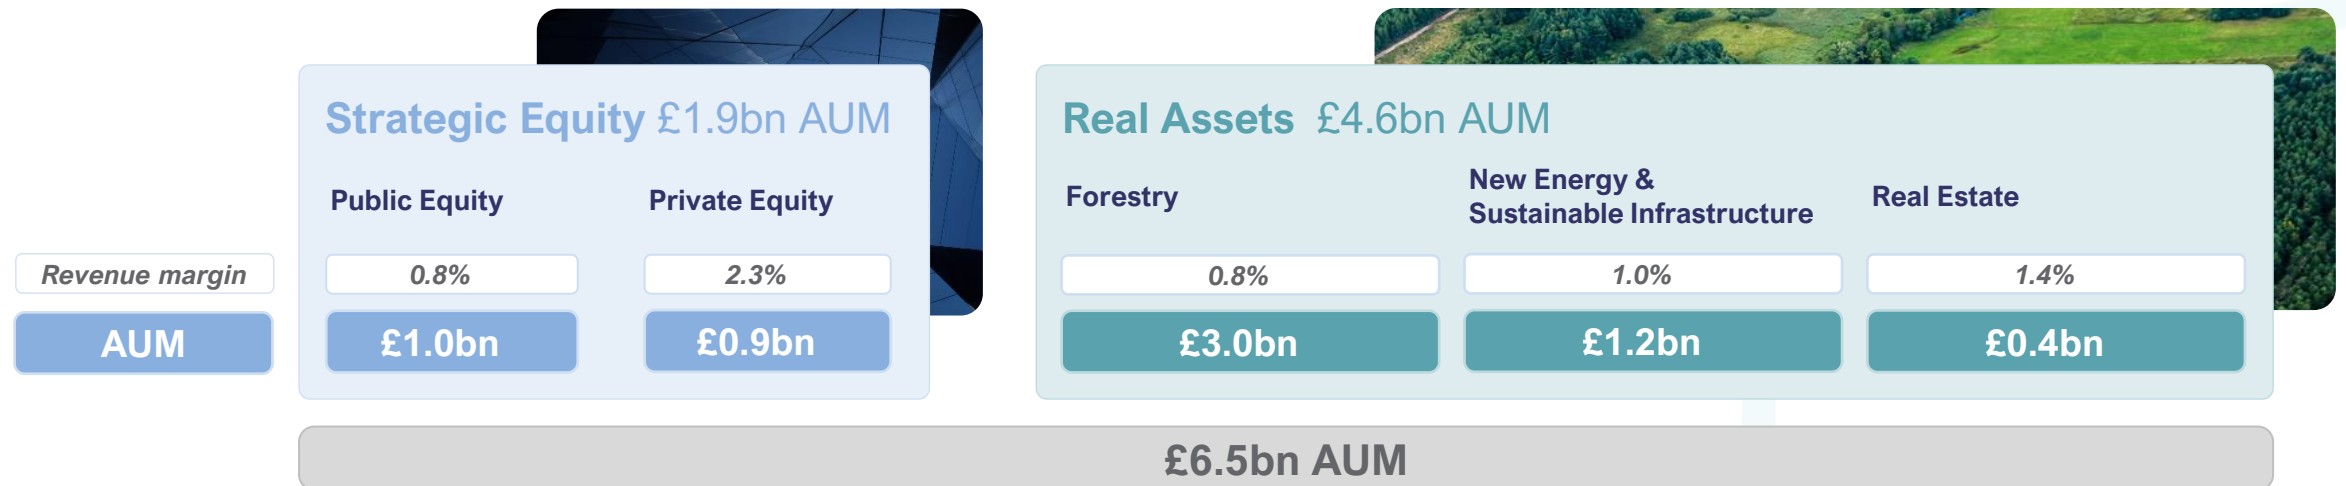 Strategic Equity £1.9bn AUM
Public Equity
Private Equity
Real Assets £4.6bn AUM
Forestry
New Energy &
Sustainable Infrastructure
Real Estate
Revenue margin
0.8%
2.3%
0.8%
1.0%
1.4%
AUM
£1.0bn
£0.9bn
£3.0bn
£1.2bn
£0.4bn
£6.5bn AUM